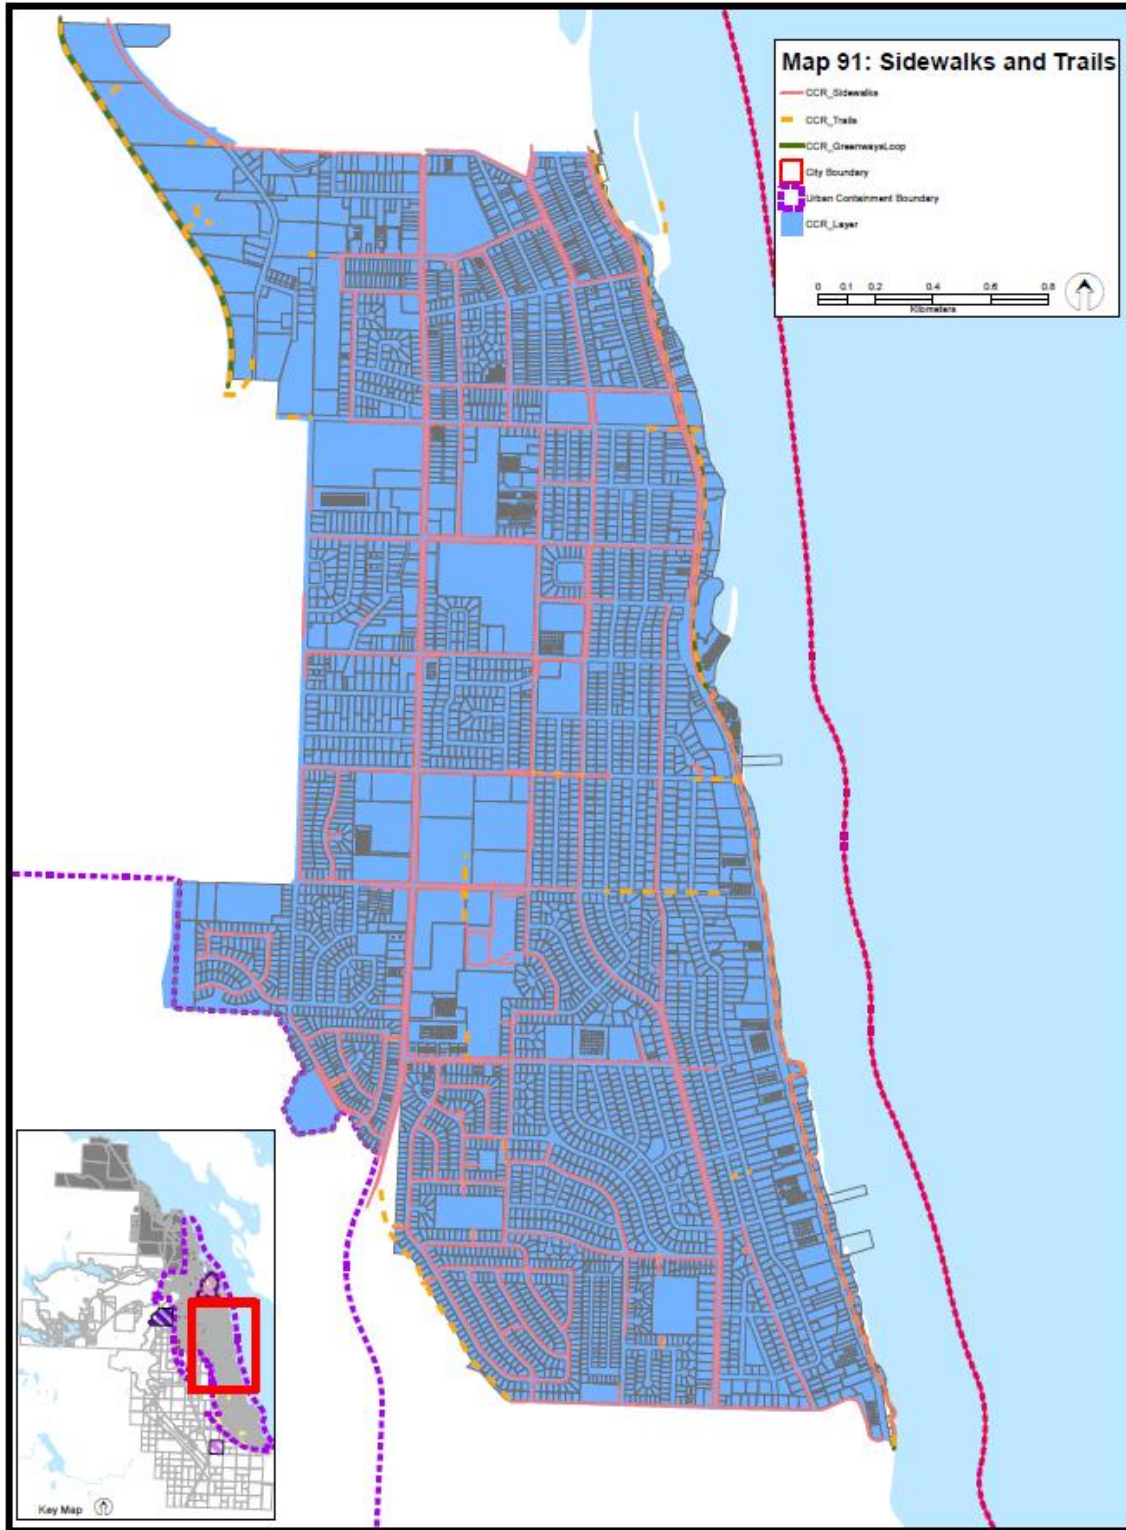 Map 91: Sidewalks and Trails
CCR_Sidewalks
CCR_Trails
CCR_GreenwaysLoop
City Boundary
Urban Containment Boundary
CCR_Layer
0 0.1 0.2 0.4 0.6 0.8
Kilometers
Key Map